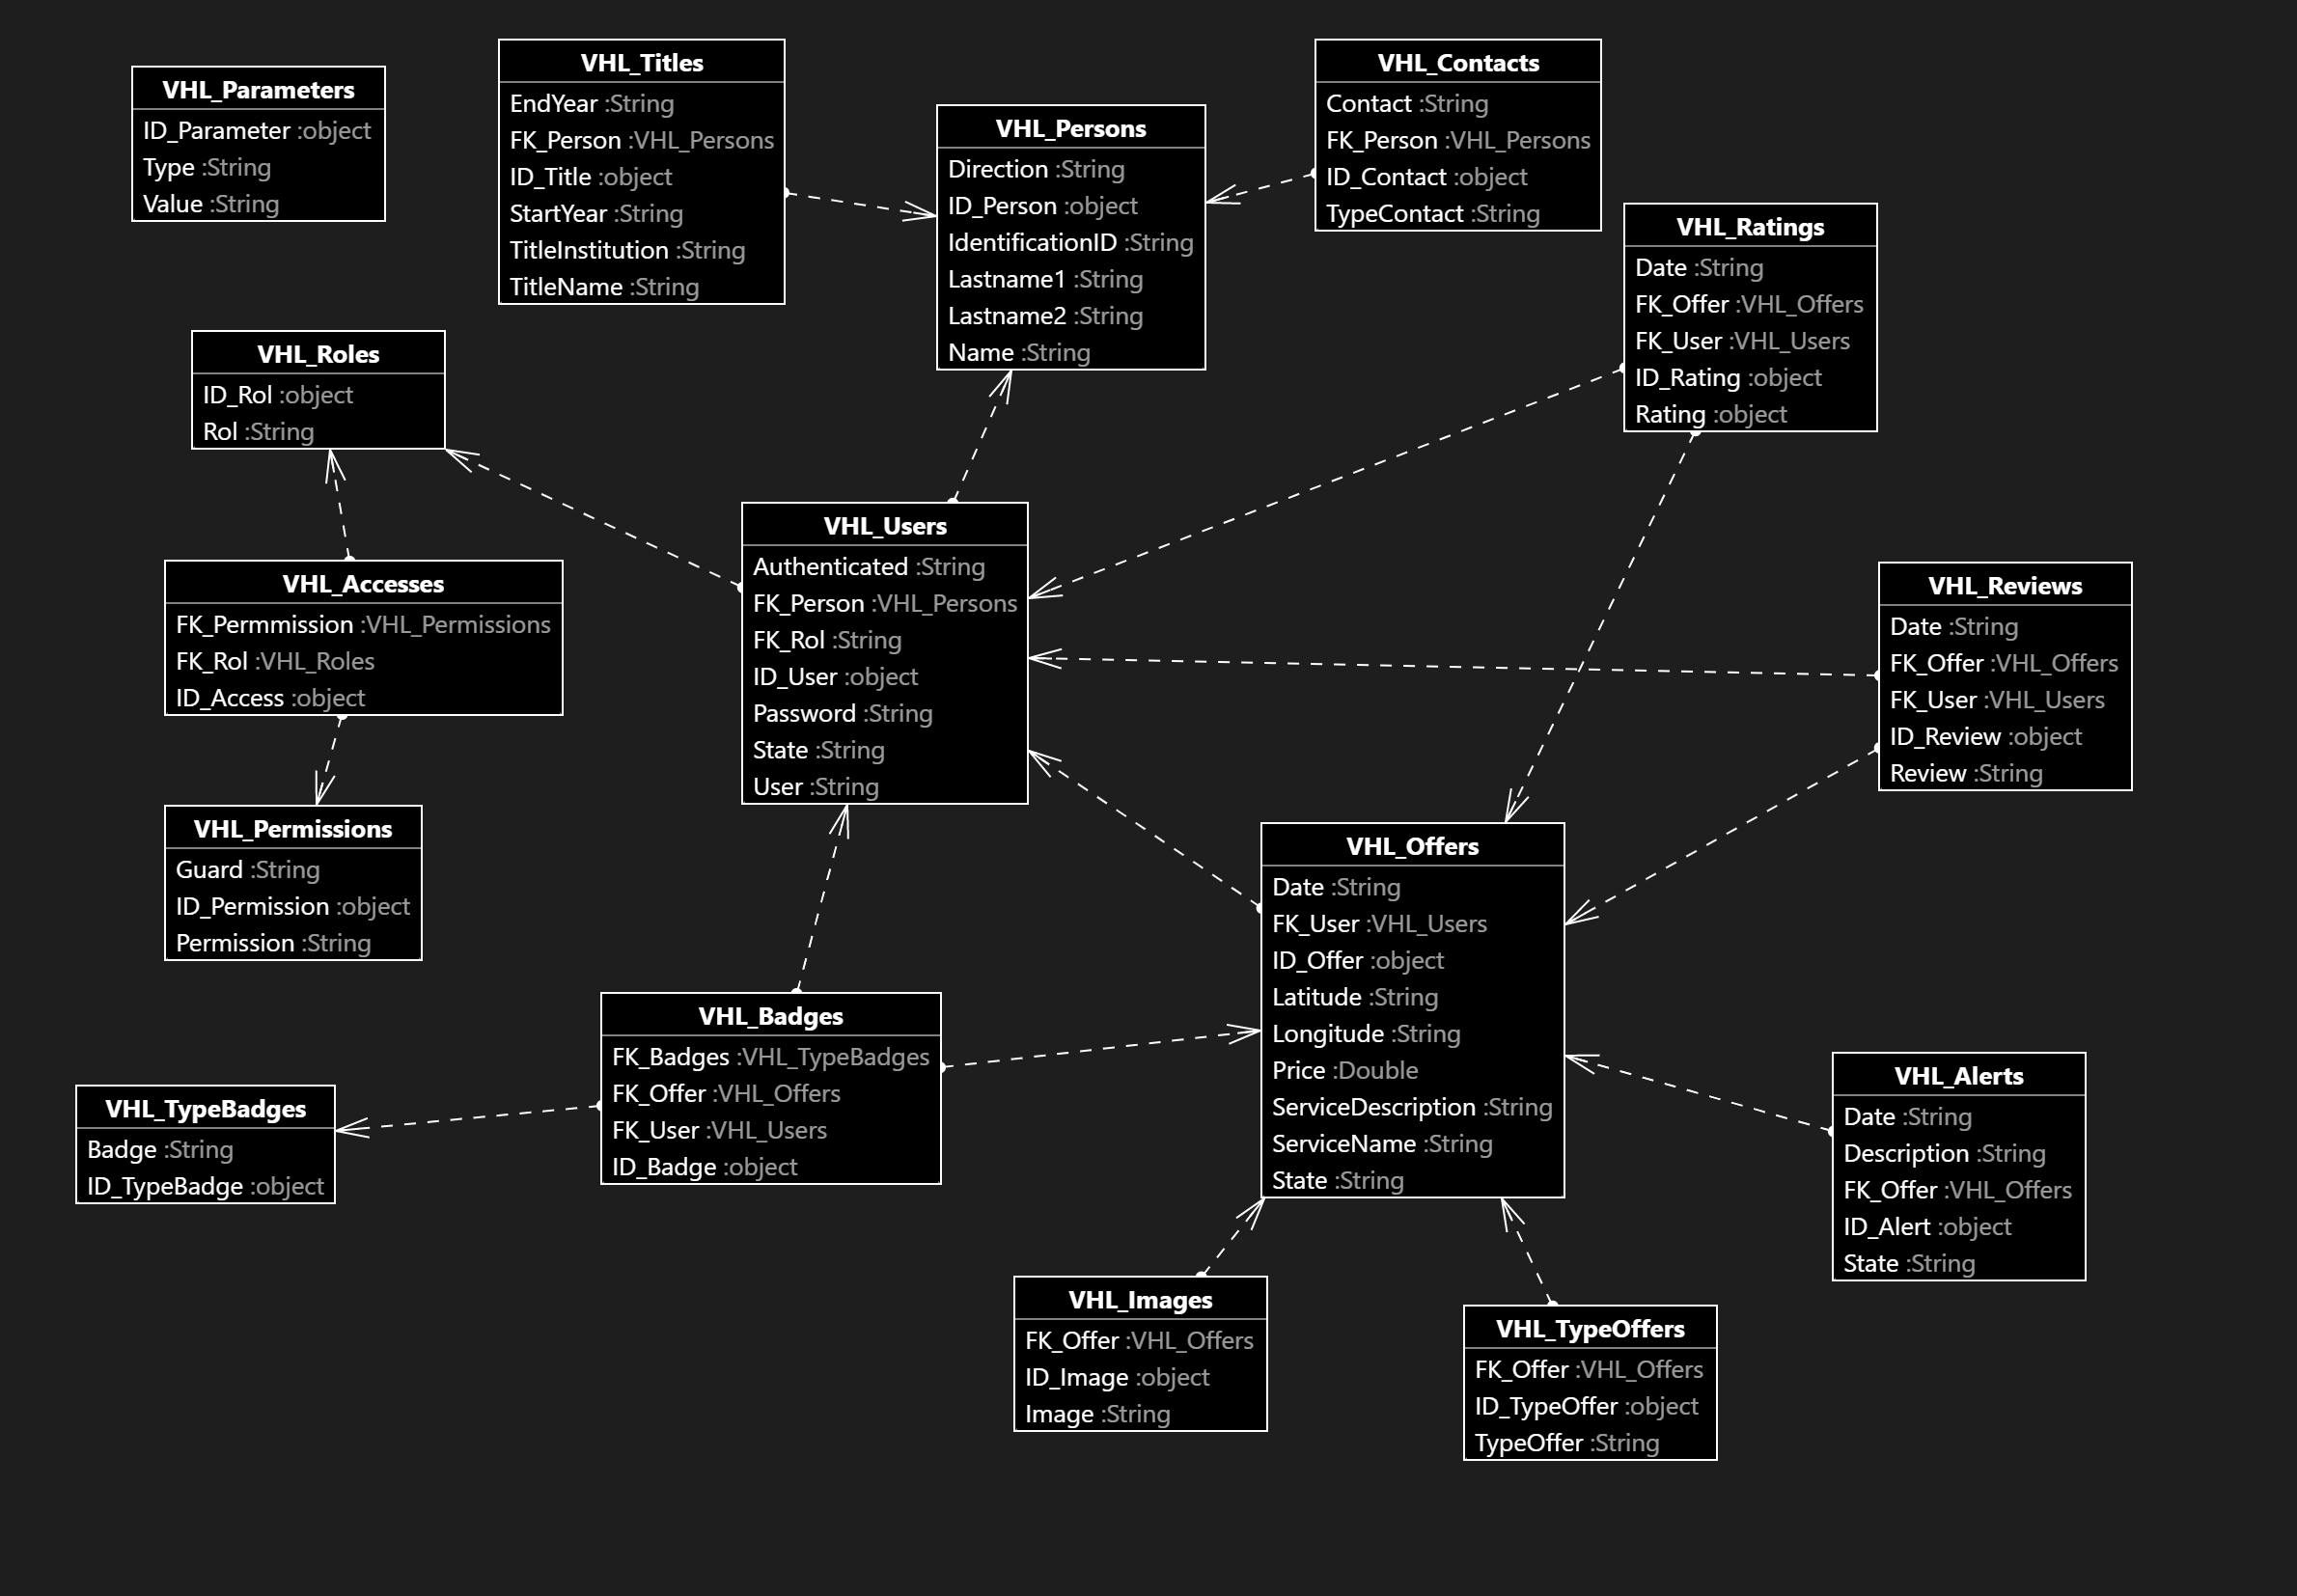 VHL_Parameters
ID_Parameter :object
Type :String
Value :String
VHL_Titles
EndYear :String
FK_Person :VHL_Persons
ID_Title :object
StartYear :String
TitleInstitution :String
TitleName :String
VHL_Persons
Direction :String
ID_Person :object
IdentificationID :String
Lastname1 :String
Lastname2 :String
Name :String
VHL_Contacts
Contact :String
FK_Person :VHL_Persons
ID_Contact :object
TypeContact :String
VHL_Ratings
Date :String
FK_Offer :VHL_Offers
FK_User :VHL_Users
ID_Rating :object
Rating :object
VHL_Roles
ID_Rol :object
Rol :String
VHL_Users
Authenticated :String
FK_Person :VHL_Persons
FK_Rol :String
ID_User :object
Password :String
State :String
User :String
VHL_Accesses
FK_Permmission :VHL_Permissions
FK_Rol :VHL_Roles
ID_Access :object
VHL_Reviews
Date :String
FK_Offer :VHL_Offers
FK_User :VHL_Users
ID_Review :object
Review :String
VHL_Permissions
Guard :String
ID_Permission :object
Permission :String
VHL_Offers
Date :String
FK_User :VHL_Users
ID_Offer :object
Latitude :String
Longitude :String
Price :Double
ServiceDescription :String
ServiceName :String
State :String
VHL_Badges
FK_Badges :VHL_TypeBadges
FK_Offer :VHL_Offers
FK_User :VHL_Users
ID_Badge :object
VHL_TypeBadges
Badge :String
ID_TypeBadge :object
VHL_Alerts
Date :String
Description :String
FK_Offer :VHL_Offers
ID_Alert :object
State :String
VHL_Images
FK_Offer :VHL_Offers
ID_Image :object
Image :String
VHL_TypeOffers
FK_Offer :VHL_Offers
ID_TypeOffer :object
TypeOffer :String